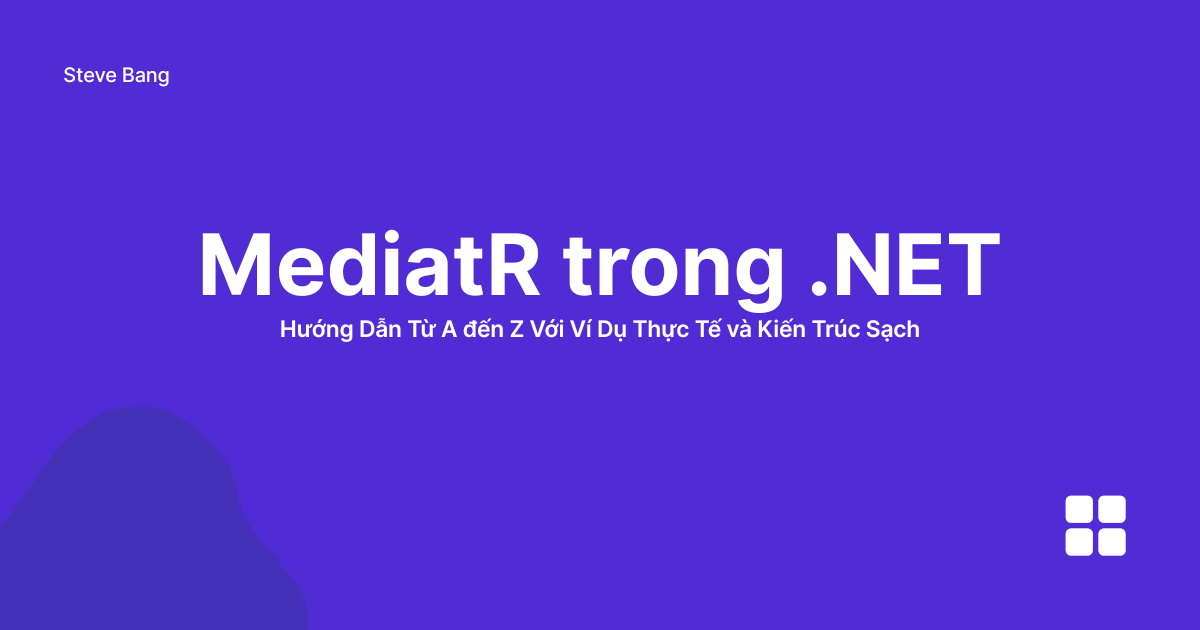 Steve Bang
MediatR trong .NET
Hướng Dẫn Từ A đến Z Với Ví Dụ Thực Tế và Kiến Trúc Sạch